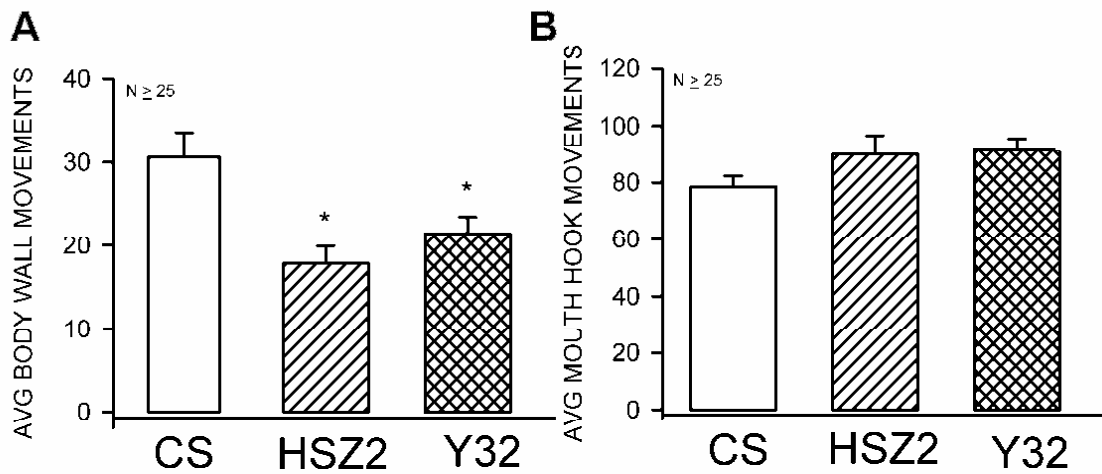 A
AVG BODY WALL MOVEMENTS
40
30
20
10
0
N ≥ 25
*
*
CS
HSZ2
Y32
B
AVG MOUTH HOOK MOVEMENTS
120
100
80
60
40
20
0
N ≥ 25
CS
HSZ2
Y32